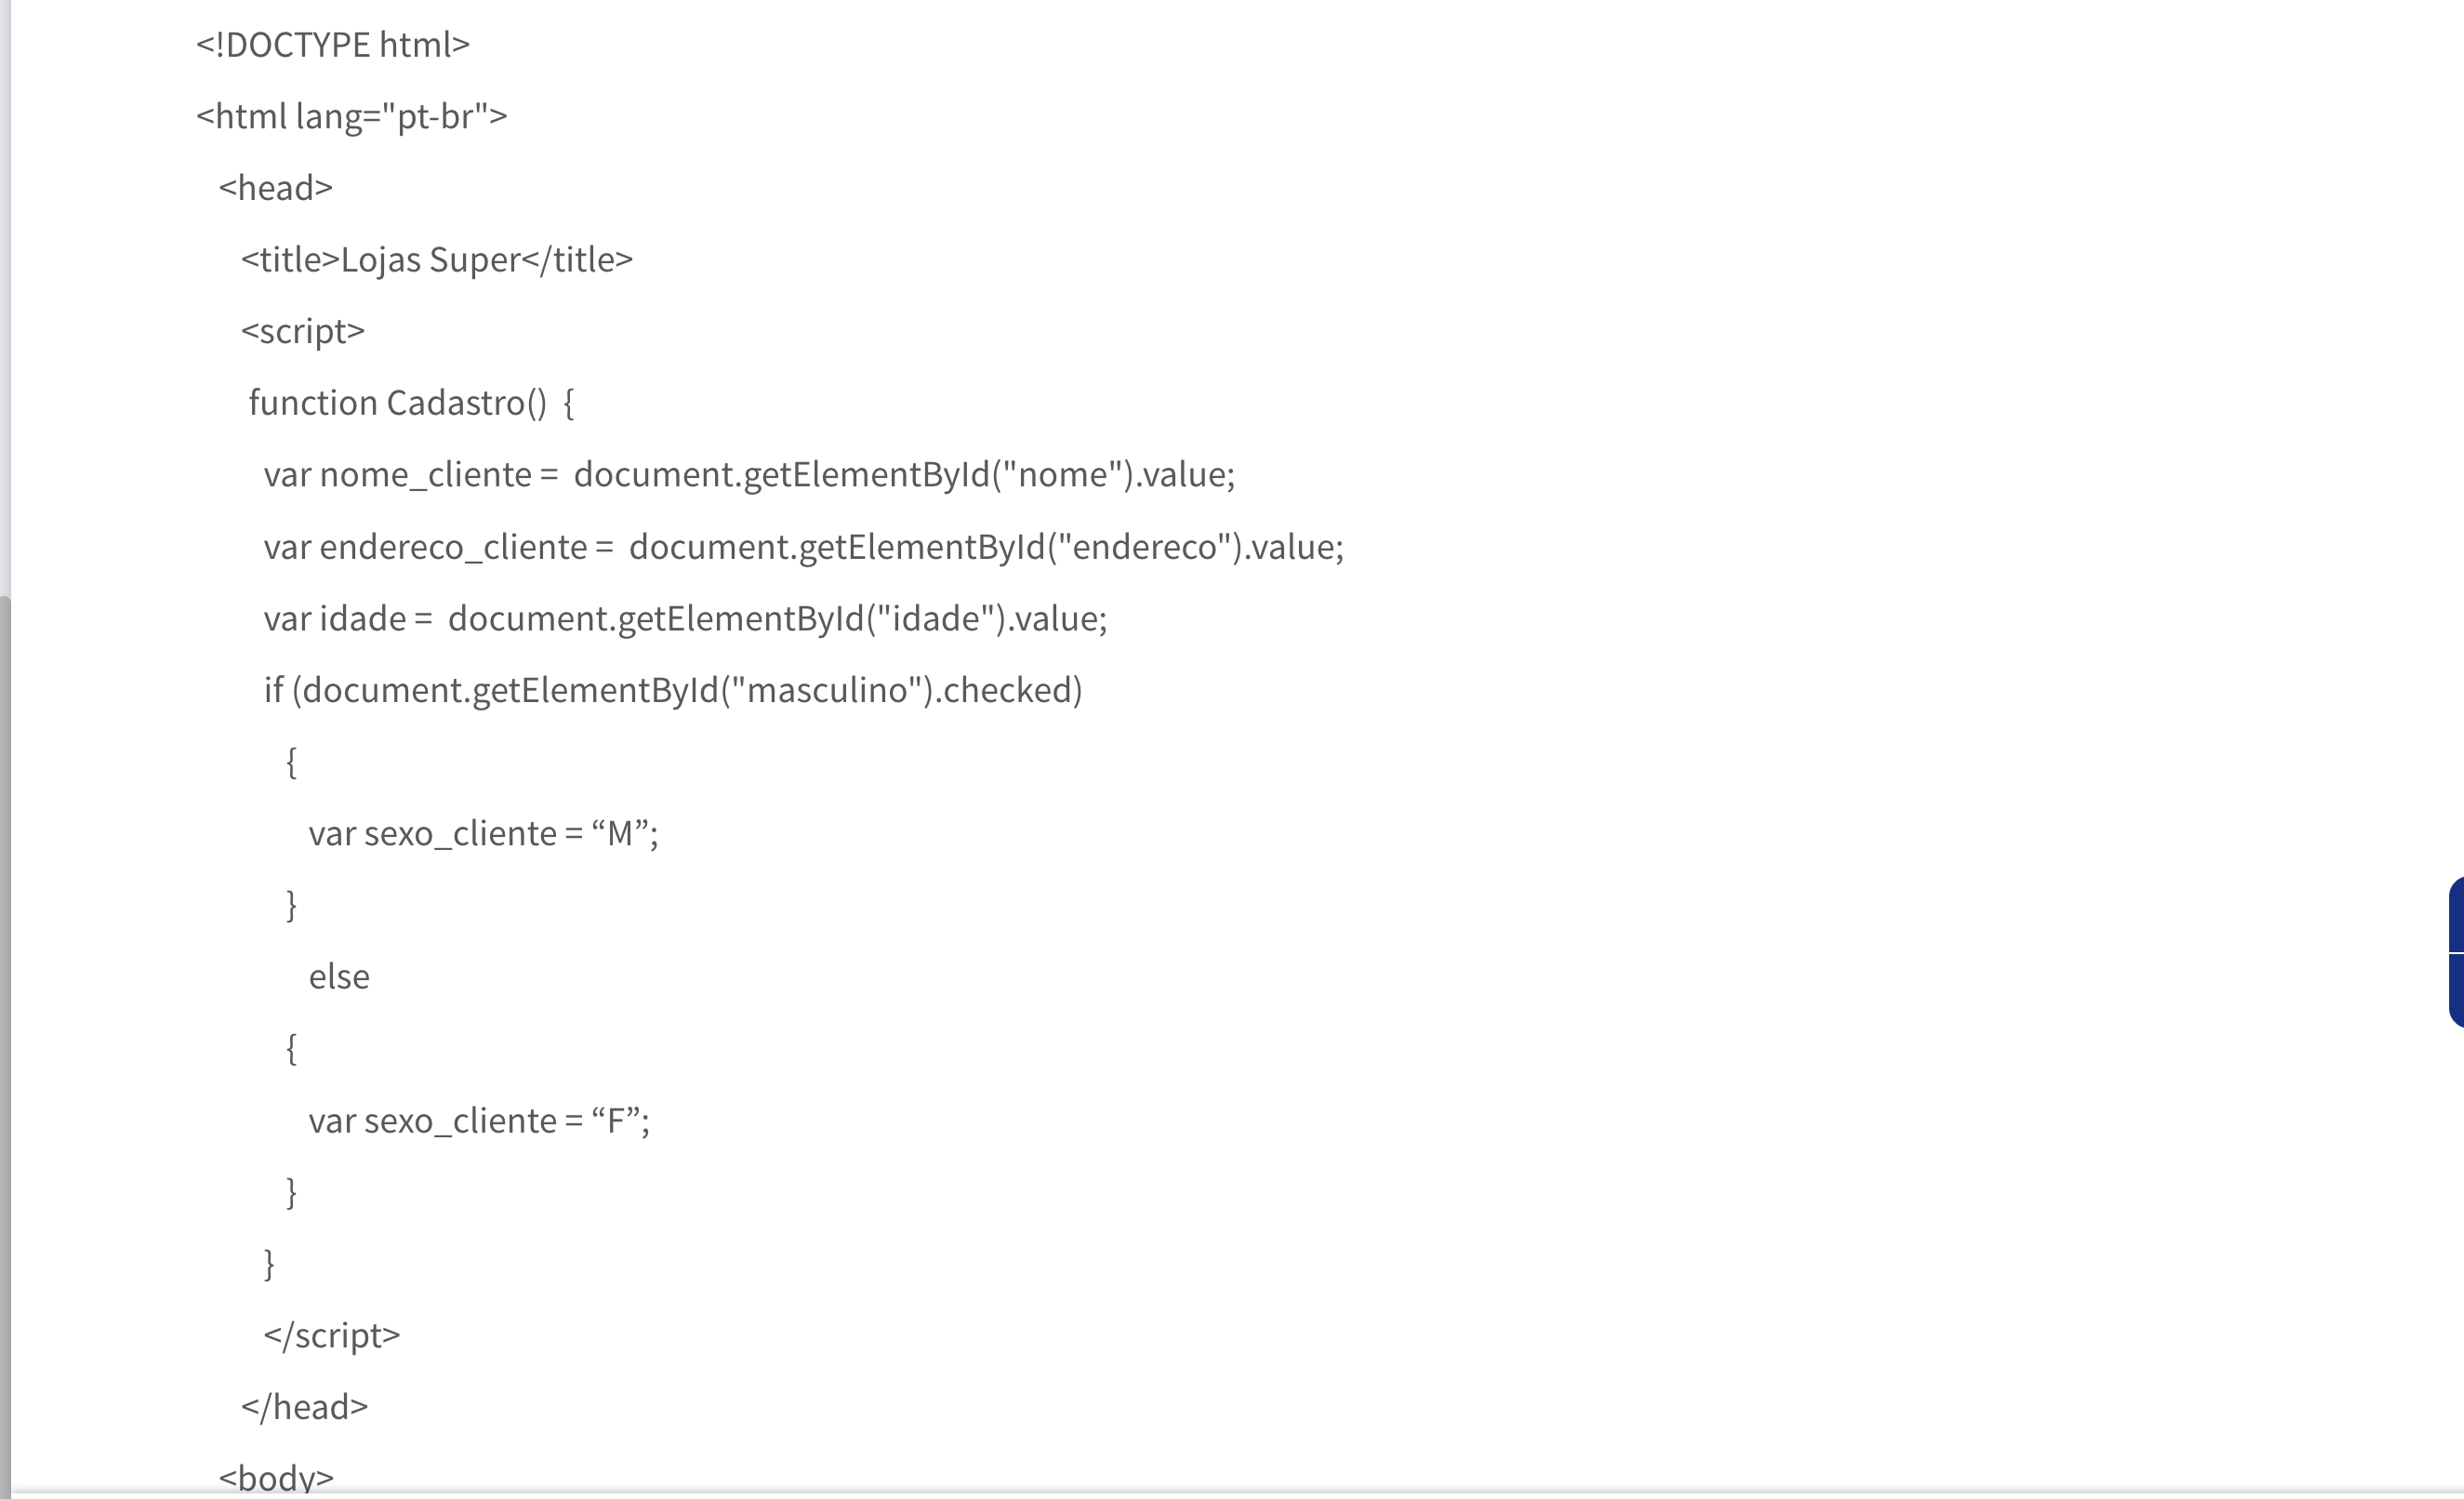 <!DOCTYPE html>
<html lang="pt-br">
<head>
<title>Lojas Super</title>
<script>
function Cadastro()  {
var nome_cliente =  document.getElementById("nome").value;
var endereco_cliente =  document.getElementById("endereco").value;
var idade =  document.getElementById("idade").value;
if (document.getElementById("masculino").checked)
{
var sexo_cliente = “M”;
}
else
{
var sexo_cliente = “F”;
}
}
</script>
</head>
<body>